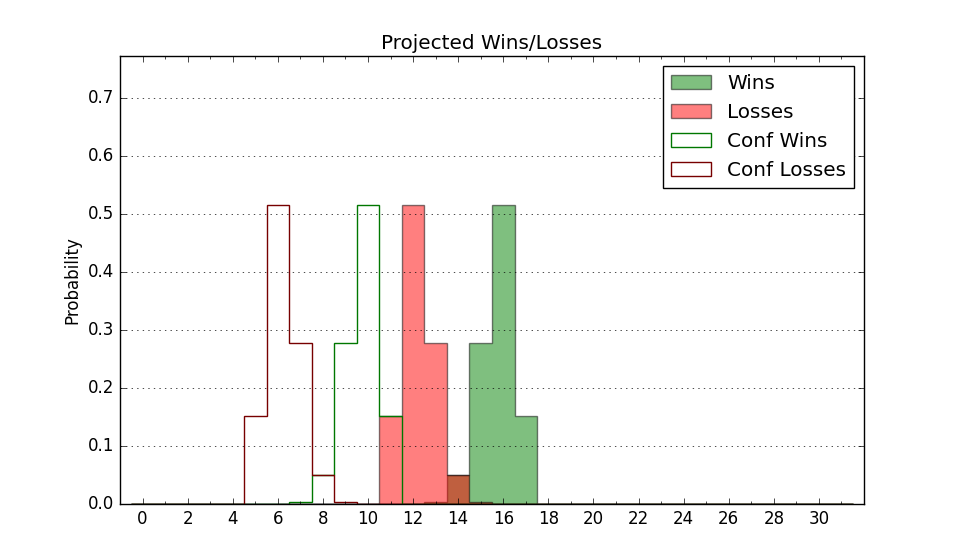 Projected Wins/Losses
Wins
Losses
Conf Wins
Conf Losses
Probability
0.7
0.6
0.5
0.4
0.3
0.2
0.1
0.0
0 2 4 6 8 10 12 14 16 18 20 22 24 26 28 30